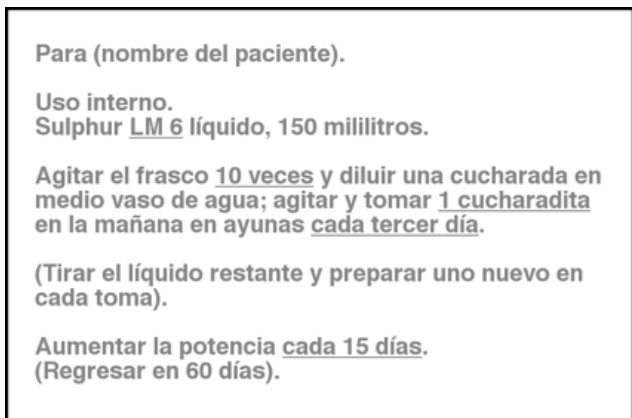 Para (nombre del paciente).
Uso interno.
Sulphur LM 6 líquido, 150 mililitros.
Agitar el frasco 10 veces y diluir una cucharada en
medio vaso de agua; agitar y tomar 1 cucharadita
en la mañana en ayunas cada tercer día.
(Tirar el líquido restante y preparar uno nuevo en
cada toma).
Aumentar la potencia cada 15 días.
(Regresar en 60 días).